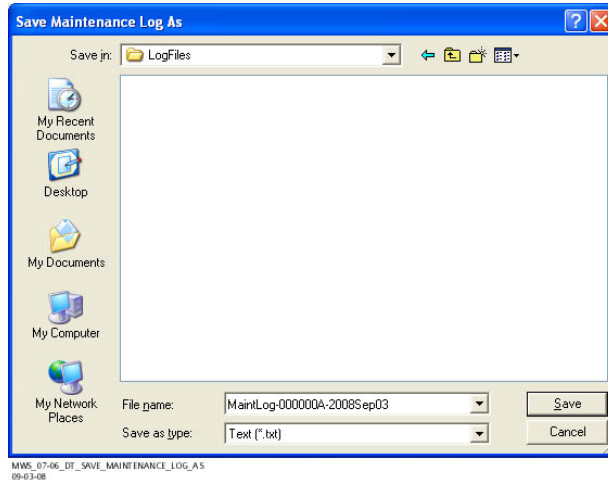 Save Maintenance Log As
Save in: LogFiles
My Recent
Documents
Desktop
My Documents
My Computer
My Network
Places
File name: MaintLog-000000A-2008Sep03 Save
Save as type: Text (*.txt) Cancel
MWS_07-06_DT_SAVE_MAINTENANCE_LOG_AS
09-03-08